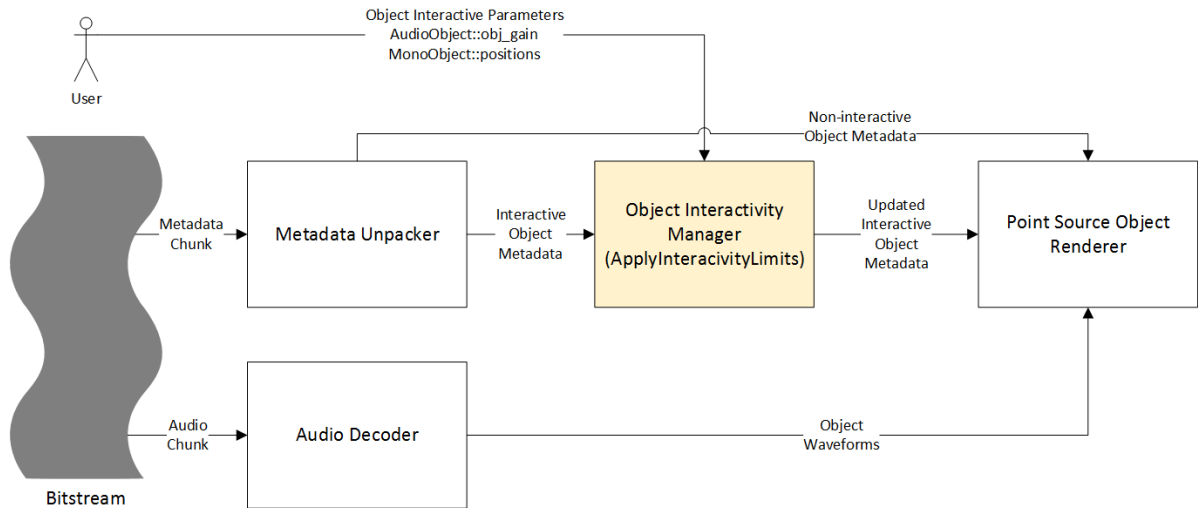 Object Interactive Parameters
AudioObject::obj_gain
MonoObject::positions
User
Non-interactive
Object Metadata
Metadata
Chunk
Metadada Unpacker
Interactive
Object
Metadata
Object Interactivity
Manager
(ApplyInteracivityLimits)
Updated
Interactive
Object
Metadata
Point Source Object
Renderer
Audio
Chunk
Audio Decoder
Object
Waveforms
Bitstream